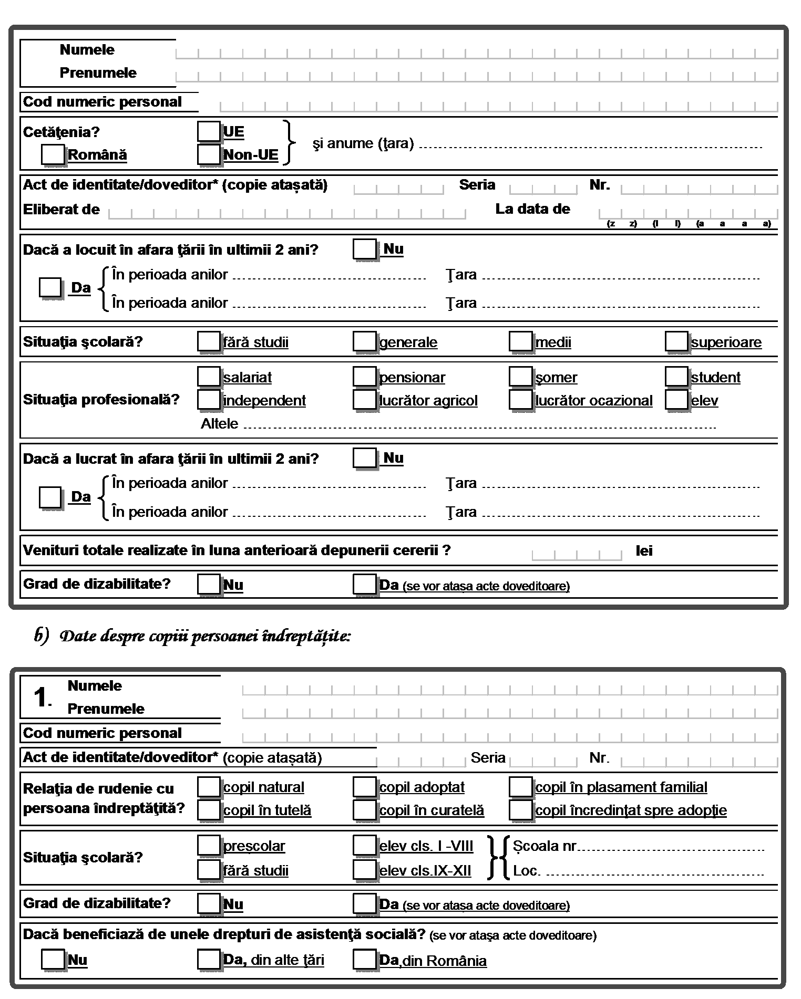 Numele
Prenumele
Cod numeric personal
Cetăţenia? UE
Română Non-UE şi anume (ţara) ..........
Act de identitate/doveditor* (copie atașată) Seria Nr.
Eliberat de La data de
(z z) (l l) (a a a a)
Dacă a locuit în afara ţării în ultimii 2 ani? Nu
Da În perioada anilor .......... Ţara ..........
În perioada anilor .......... Ţara ..........
Situaţia şcolară? fără studii generale medii superioare
salariat pensionar şomer student
Situaţia profesională? independent lucrător agricol lucrător ocazional elev
Altele ..........
Dacă a lucrat în afara ţării în ultimii 2 ani? Nu
Da În perioada anilor .......... Ţara ..........
În perioada anilor .......... Ţara ..........
Venituri totale realizate în luna anterioară depunerii cererii ? lei
Grad de dizabilitate? Nu Da (se vor atașa acte doveditoare)
b) Date despre copiii persoanei îndreptățite:
1. Numele
Prenumele
Cod numeric personal
Act de identitate/doveditor* (copie atașată) Seria Nr.
Relaţia de rudenie cu persoana îndreptăţită? copil natural copil adoptat copil în plasament familial
copil în tutelă copil în curatelă copil încredinţat spre adopţie
Situaţia şcolară? preșcolar elev cls. I -VIII Școala nr..........
fără studii elev cls.IX-XII Loc. ..........
Grad de dizabilitate? Nu Da (se vor atașa acte doveditoare)
Dacă beneficiază de unele drepturi de asistenţă socială? (se vor ataşa acte doveditoare)
Nu Da, din alte ţări Da,din România